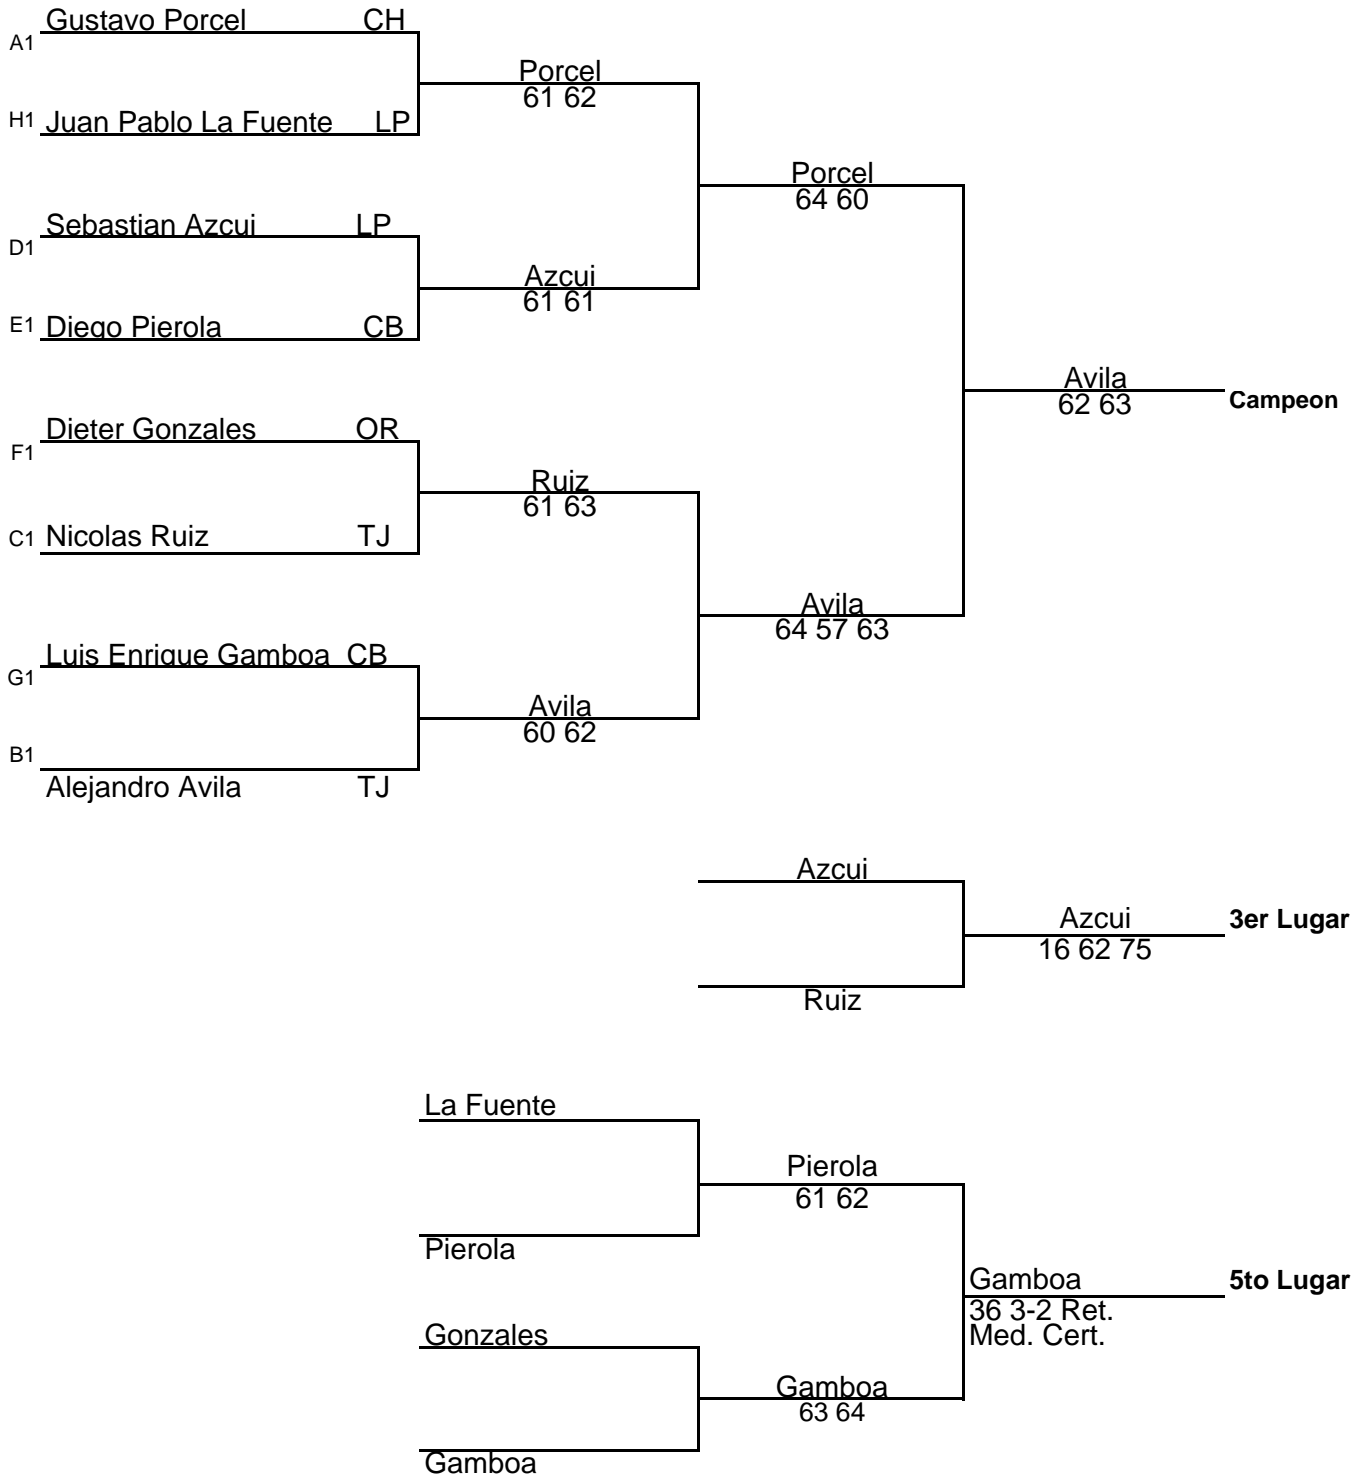 Gustavo Porcel CH
A1
Porcel
61 62
H1 Juan Pablo La Fuente LP
Porcel
64 60
Sebastian Azcui LP
D1
Azcui
61 61
E1 Diego Pierola CB
Avila
62 63
Campeon
Dieter Gonzales OR
F1
Ruiz
61 63
C1 Nicolas Ruiz TJ
Avila
64 57 63
Luis Enrique Gamboa CB
G1
Avila
60 62
B1
Alejandro Avila TJ
Azcui
Azcui 3er Lugar
16 62 75
Ruiz
La Fuente
Pierola
61 62
Pierola
Gamboa 5to Lugar
36 3-2 Ret.
Med. Cert.
Gonzales
Gamboa
63 64
Gamboa